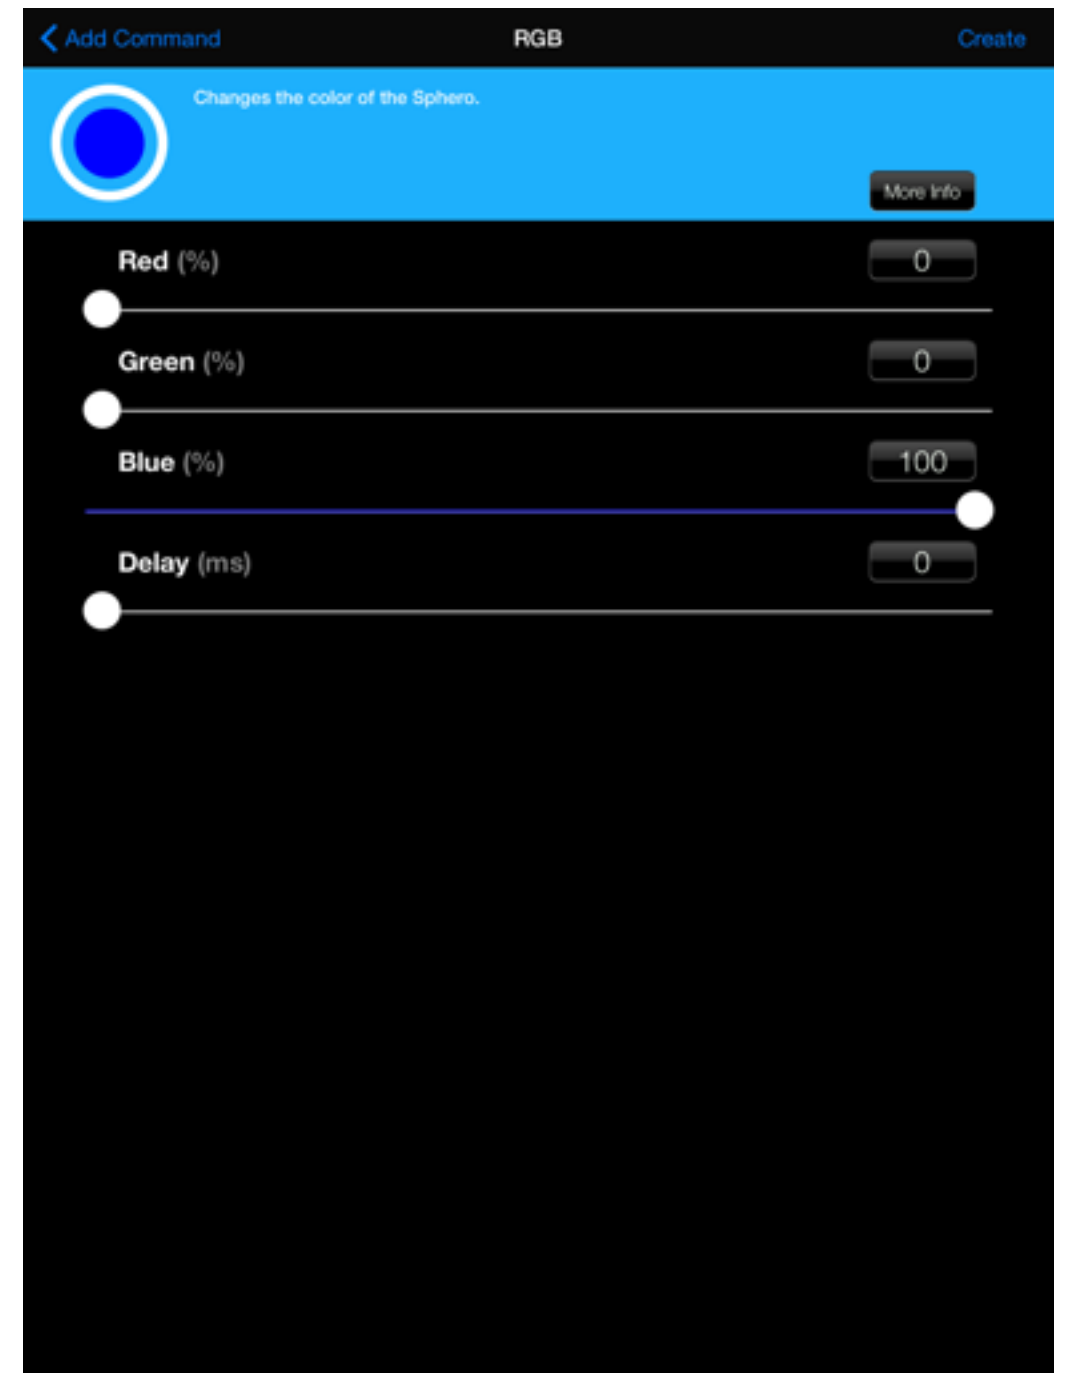 Add Command RGB Create
Changes the color of the Sphero.
More Info
Red (%) 0
Green (%) 0
Blue (%) 100
Delay (ms) 0